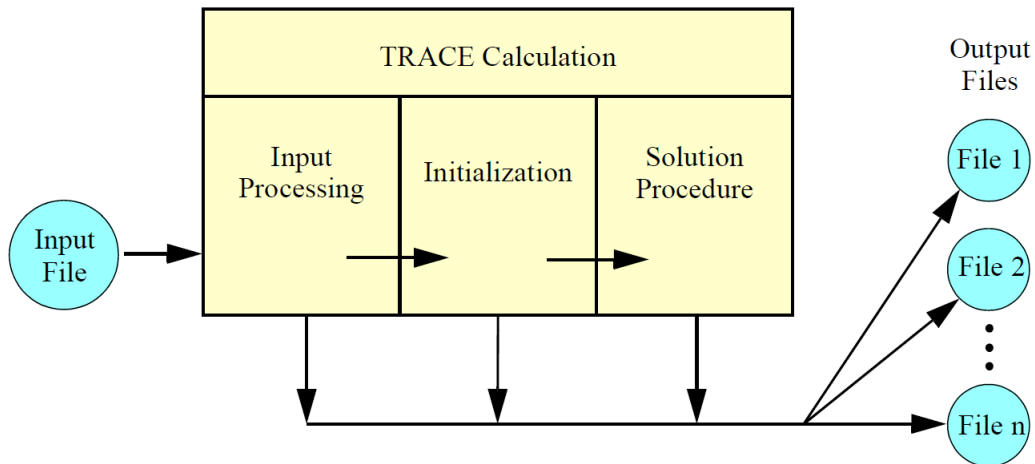 TRACE Calculation
Input
Processing
Initialization
Solution
Procedure
Input
File
Output
Files
File 1
File 2
File n